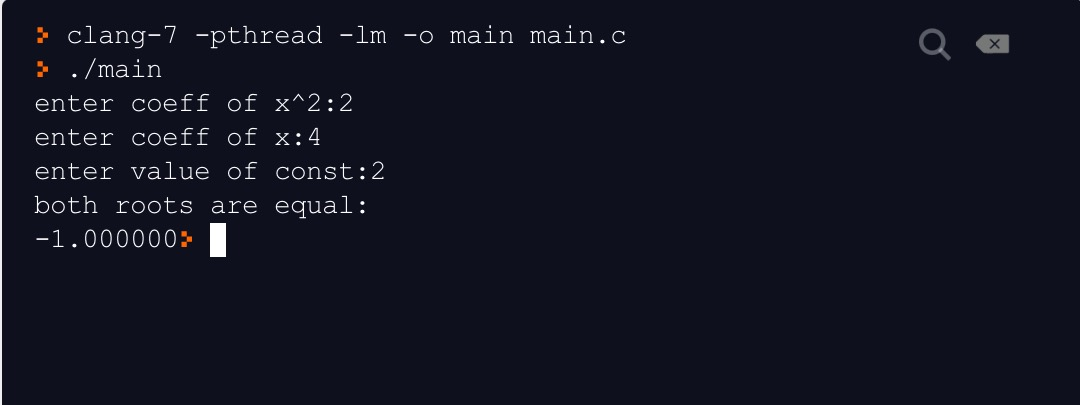 clang-7 -pthread -lm -o main main.c
./main
enter coeff of x^2:2
enter coeff of x:4
enter value of const:2
both roots are equal:
-1.000000